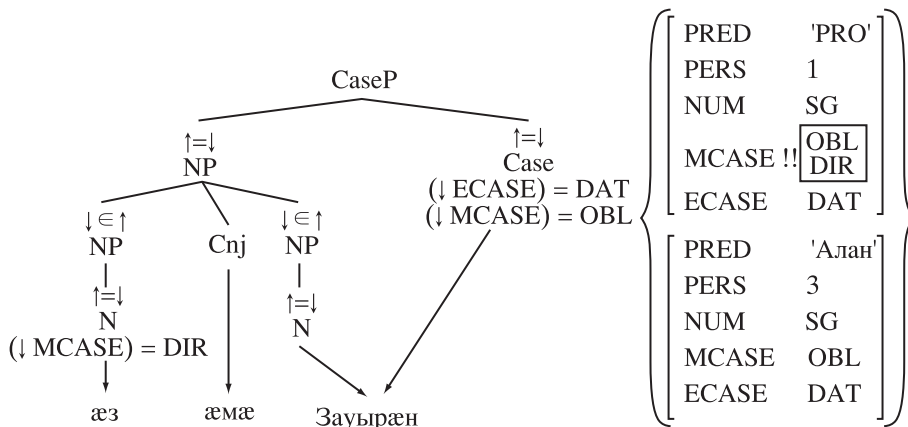 CaseP
↑=↓
NP
↑=↓
Case
(↓ ECASE) = DAT
(↓ MCASE) = OBL
↓∈↑
NP
Cnj
↓∈↑
NP
↑=↓
N
(↓ MCASE) = DIR
↑=↓
N
æз
æмæ
Зауырæн
PRED 'PRO'
PERS 1
NUM SG
MCASE !! OBL
DIR
ECASE DAT
PRED 'Алан'
PERS 3
NUM SG
MCASE OBL
ECASE DAT